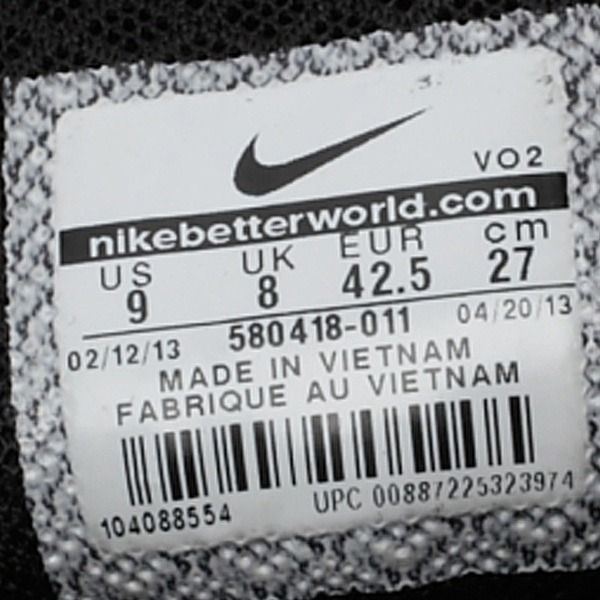 VO2
nikebetterworld.com
US UK EUR cm
9 8 42.5 27
02/12/13 580418-011 04/20/13
MADE IN VIETNAM
FABRIQUE AU VIETNAM
104088554 UPC 00887225323974